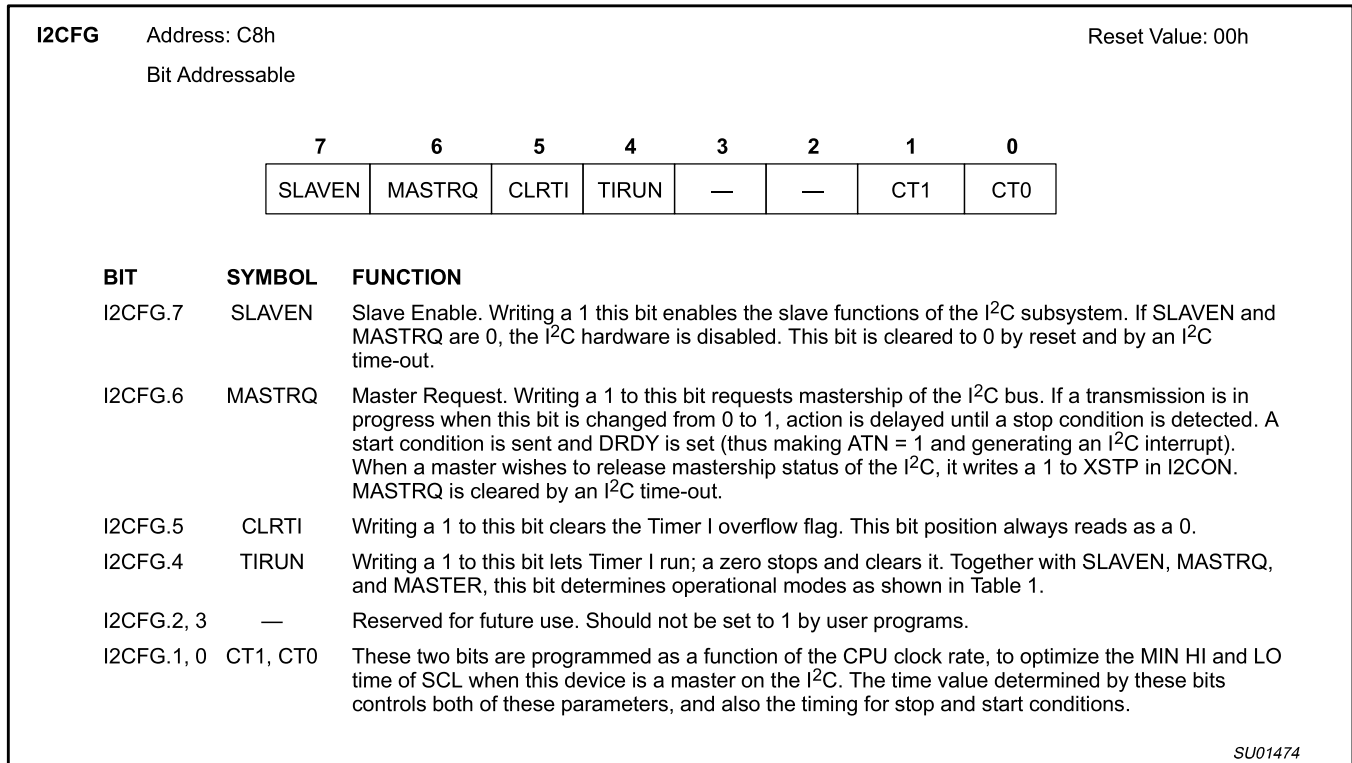 I2CFG Address: C8h Reset Value: 00h
Bit Addressable
7 6 5 4 3 2 1 0
SLAVEN MASTRQ CLRTI TIRUN — — CT1 CT0
BIT SYMBOL FUNCTION
I2CFG.7 SLAVEN Slave Enable. Writing a 1 this bit enables the slave functions of the I2C subsystem. If SLAVEN and
MASTRQ are 0, the I2C hardware is disabled. This bit is cleared to 0 by reset and by an I2C
time-out.
I2CFG.6 MASTRQ Master Request. Writing a 1 to this bit requests mastership of the I2C bus. If a transmission is in
progress when this bit is changed from 0 to 1, action is delayed until a stop condition is detected. A
start condition is sent and DRDY is set (thus making ATN = 1 and generating an I2C interrupt).
When a master wishes to release mastership status of the I2C, it writes a 1 to XSTP in I2CON.
MASTRQ is cleared by an I2C time-out.
I2CFG.5 CLRTI Writing a 1 to this bit clears the Timer I overflow flag. This bit position always reads as a 0.
I2CFG.4 TIRUN Writing a 1 to this bit lets Timer I run; a zero stops and clears it. Together with SLAVEN, MASTRQ,
and MASTER, this bit determines operational modes as shown in Table 1.
I2CFG.2, 3 — Reserved for future use. Should not be set to 1 by user programs.
I2CFG.1, 0 CT1, CT0 These two bits are programmed as a function of the CPU clock rate, to optimize the MIN HI and LO
time of SCL when this device is a master on the I2C. The time value determined by these bits
controls both of these parameters, and also the timing for stop and start conditions.
SU01474